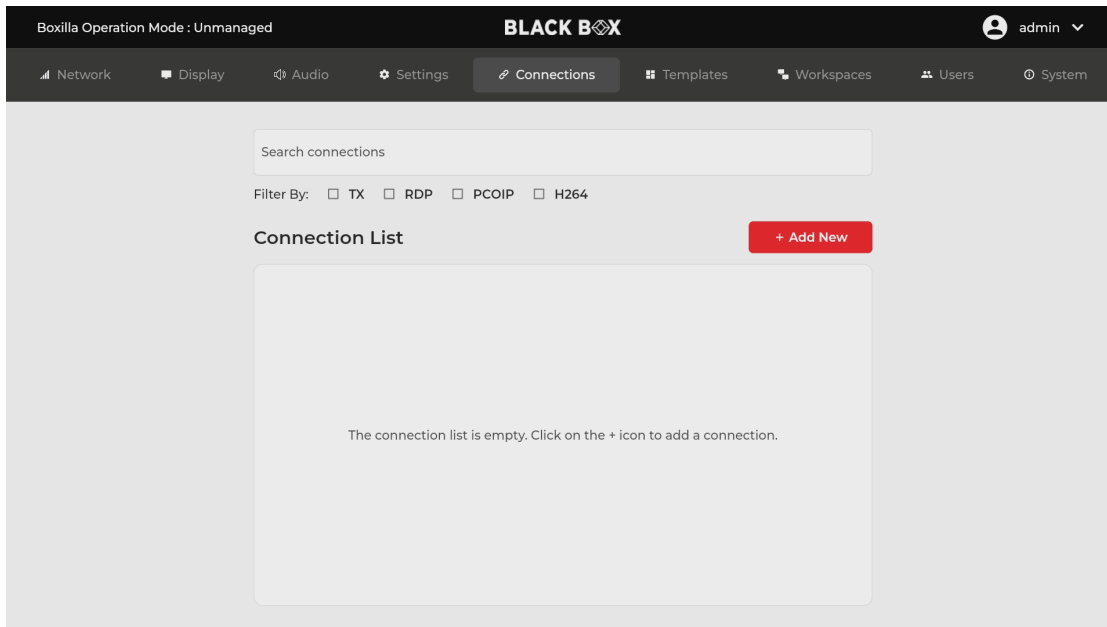 Boxilla Operation Mode : Unmanaged
BLACK BOX
admin
Network Display Audio Settings Connections Templates Workspaces Users System
Search connections
Filter By: TX RDP PCOIP H264
Connection List
+ Add New
The connection list is empty. Click on the + icon to add a connection.